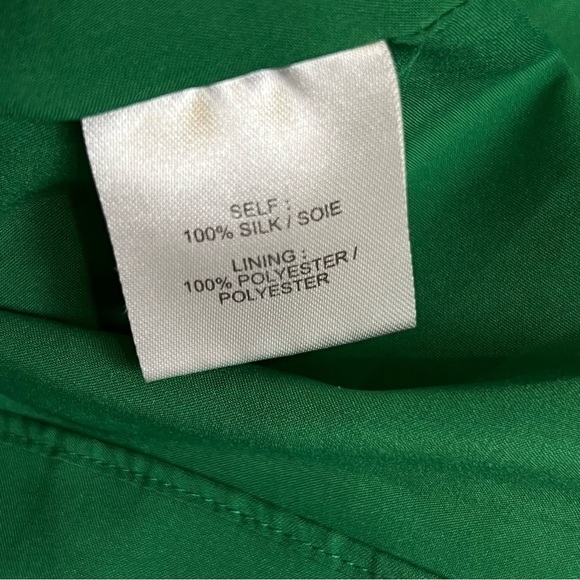 SELF :
100% SILK / SOIE
LINING :
100% POLYESTER /
POLYESTER